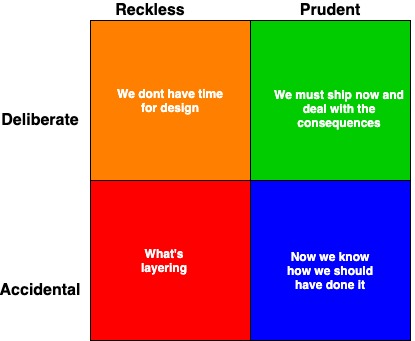 Reckless
Prudent
Deliberate
We dont have time
for design
We must ship now and
deal with the
consequences
Accidental
What's
layering
Now we know
how we should
have done it